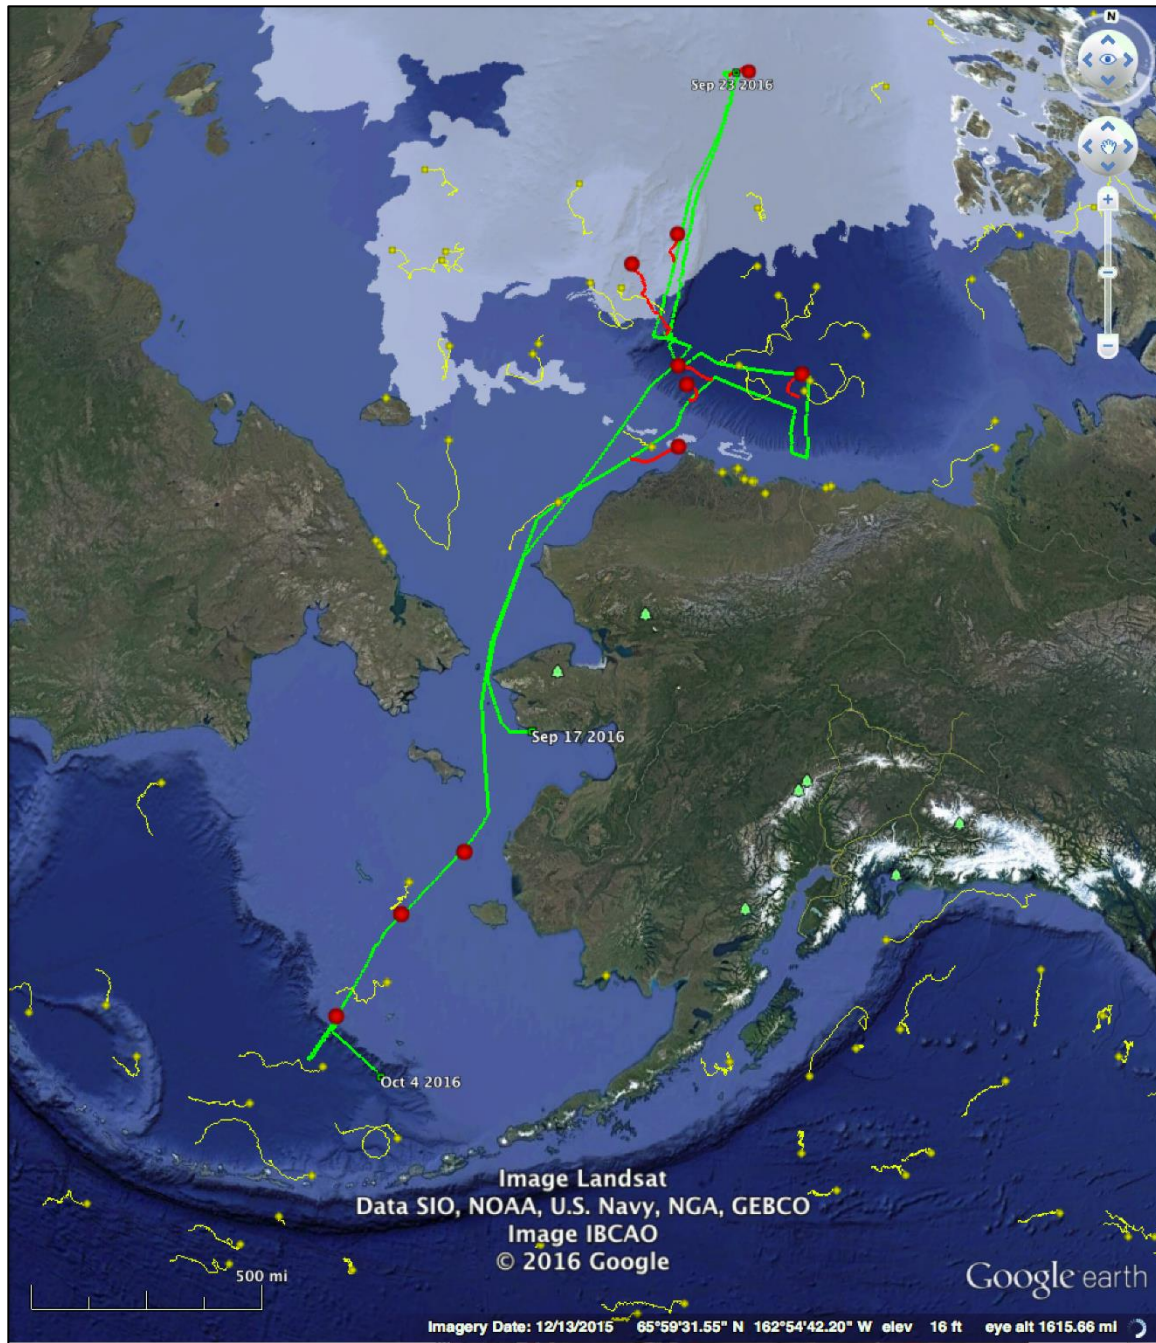 N
Sep 23 2016
Sep 17 2016
Oct 4 2016
Image Landsat
Data SIO, NOAA, U.S. Navy, NGA, GEBCO
Image IBCAO
© 2016 Google
500 mi
Google earth
Imagery Date: 12/13/2015 65°59'31.55" N 162°54'42.20" W elev 16 ft eye alt 1615.66 mi